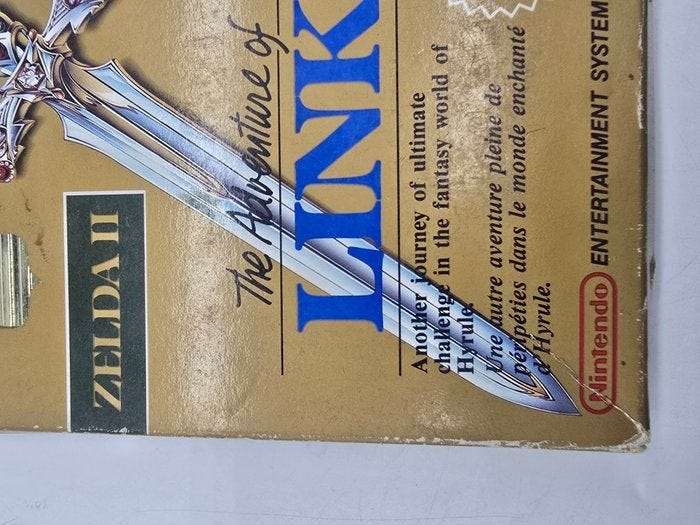 ZELDA II
The Adventure of
LINK
Another journey of ultimate
challenge in the fantasy world of
Hyrule.
Une autre aventure pleine de
péripéties dans le monde enchanté
d'Hyrule.
Nintendo ENTERTAINMENT SYSTEM